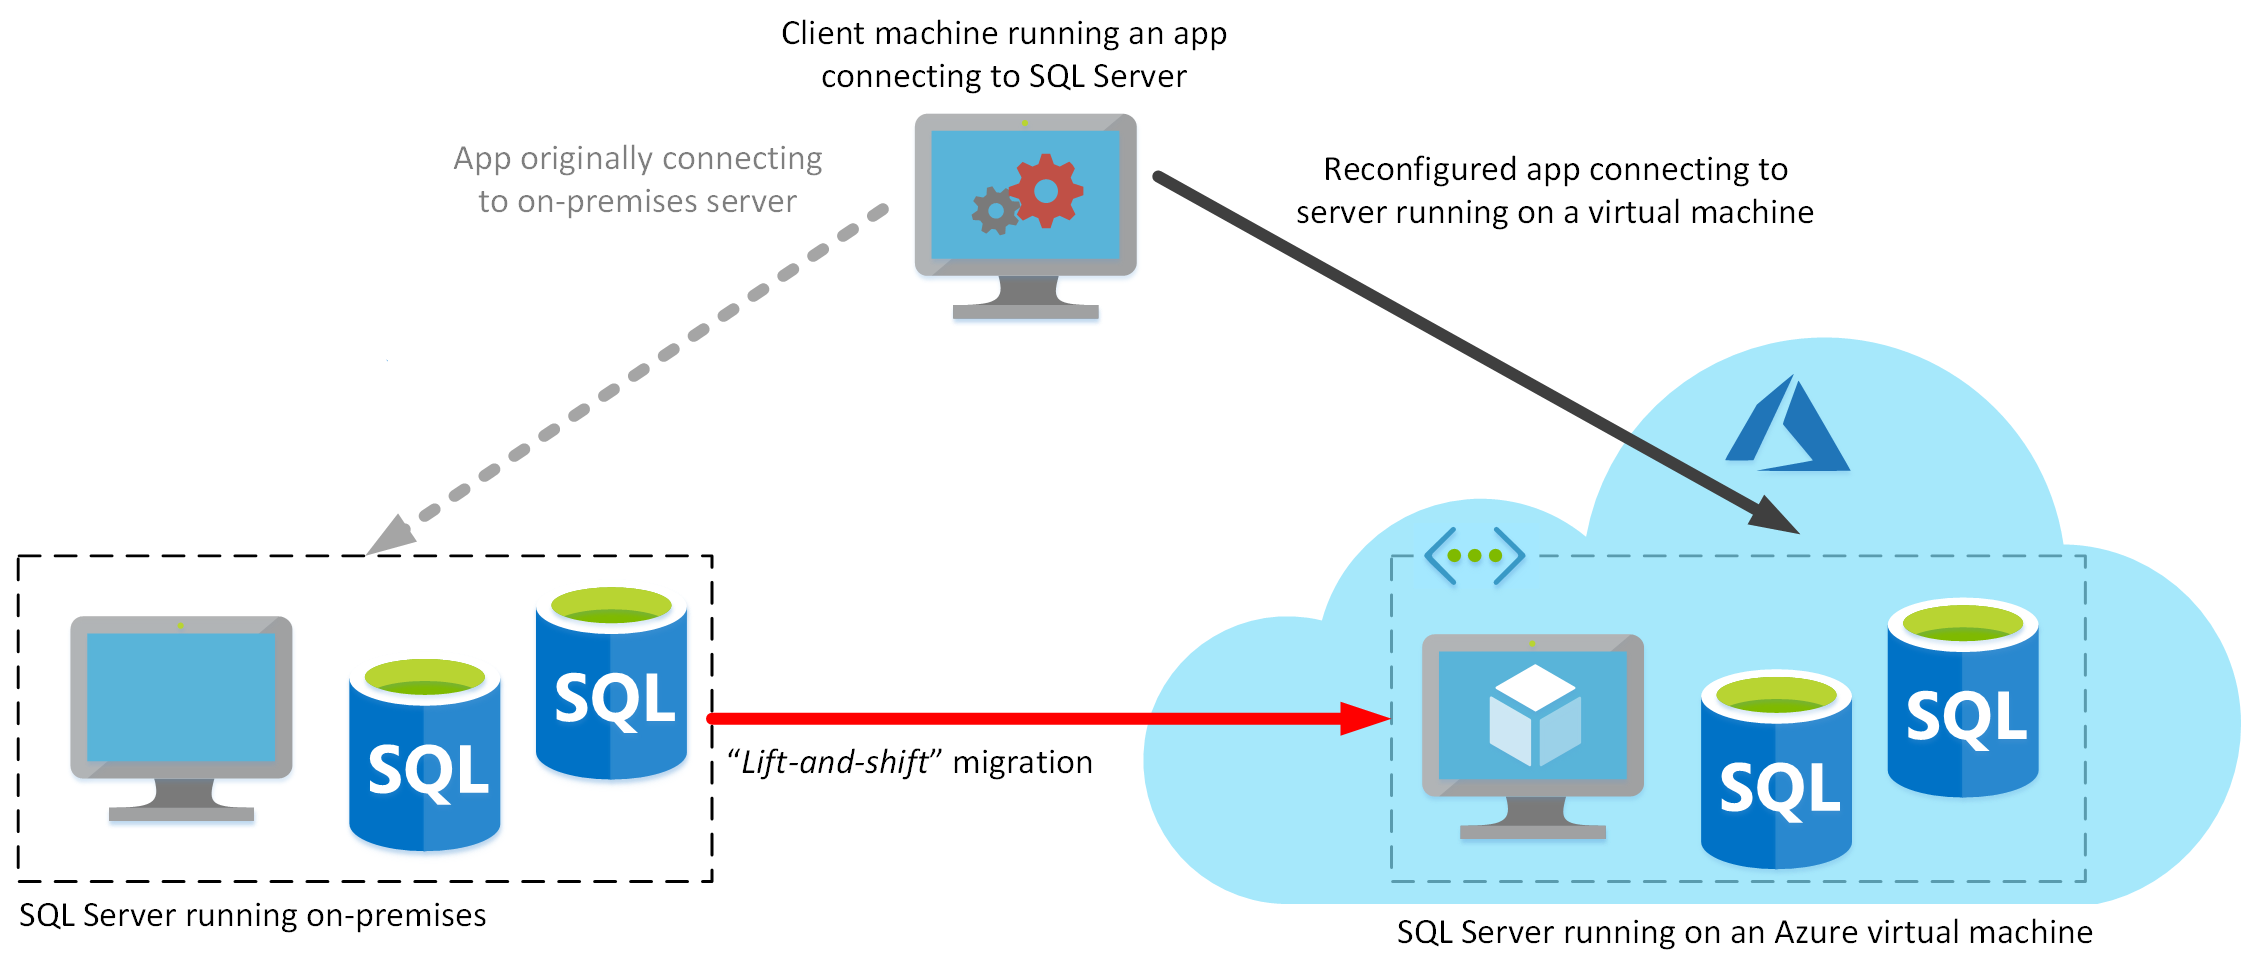 Client machine running an app
connecting to SQL Server
App originally connecting
to on-premises server
Reconfigured app connecting to
server running on a virtual machine
SQL
SQL
SQL
SQL
“Lift-and-shift” migration
SQL Server running on-premises
SQL Server running on an Azure virtual machine